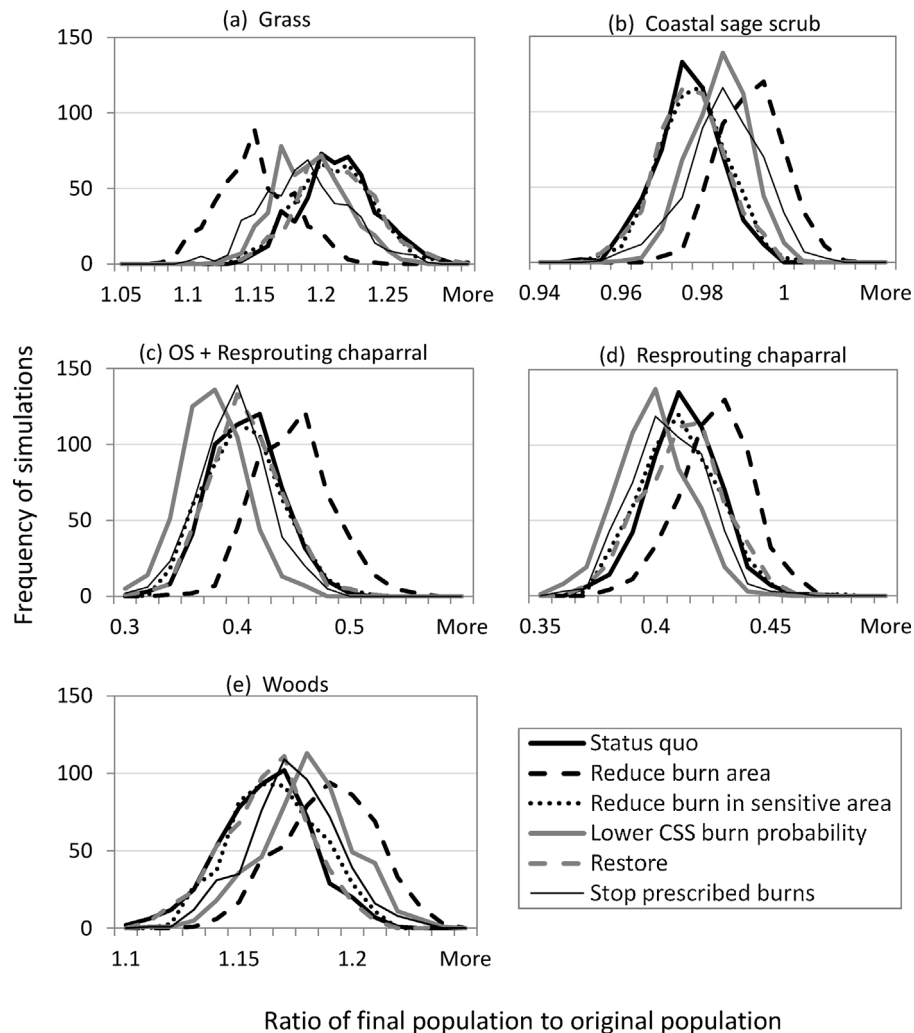 (a) Grass
(b) Coastal sage scrub
150
100
50
0
1.05 1.1 1.15 1.2 1.25 More
0.94 0.96 0.98 1 More
(c) OS + Resprouting chaparral
(d) Resprouting chaparral
150
100
50
0
0.3 0.4 0.5 More
0.35 0.4 0.45 More
Frequency of simulations
(e) Woods
150
100
50
0
1.1 1.15 1.2 More
Status quo
Reduce burn area
Reduce burn in sensitive area
Lower CSS burn probability
Restore
Stop prescribed burns
Ratio of final population to original population